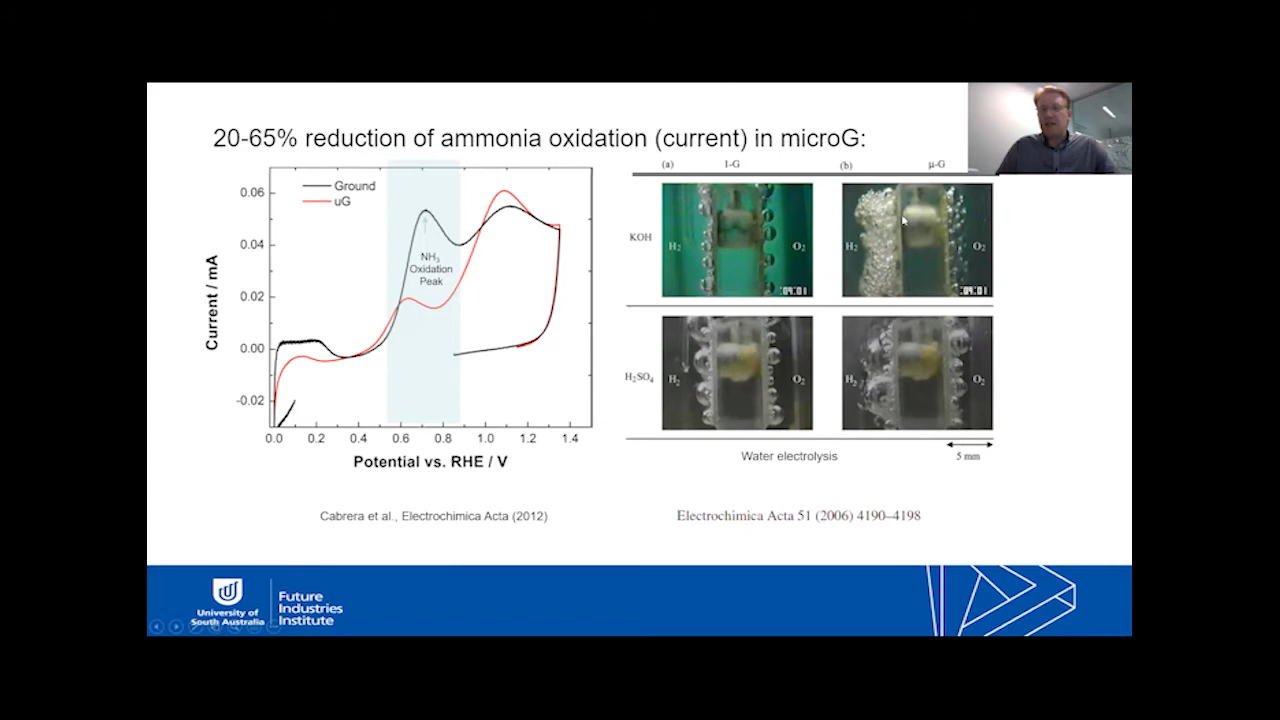 20-65% reduction of ammonia oxidation (current) in microG:
Ground
uG
NH3
Oxidation
Peak
Current / mA
0.06
0.04
0.02
0.00
-0.02
0.0 0.2 0.4 0.6 0.8 1.0 1.2 1.4
Potential vs. RHE / V
Cabrera et al., Electrochimica Acta (2012)
(a) 1-G (b) μ-G
KOH
H2 O2 H2 O2
09:01 09:01
H2SO4
H2 O2 H2 O2
Water electrolysis
5 mm
Electrochimica Acta 51 (2006) 4190–4198
University of
South Australia
Future
Industries
Institute